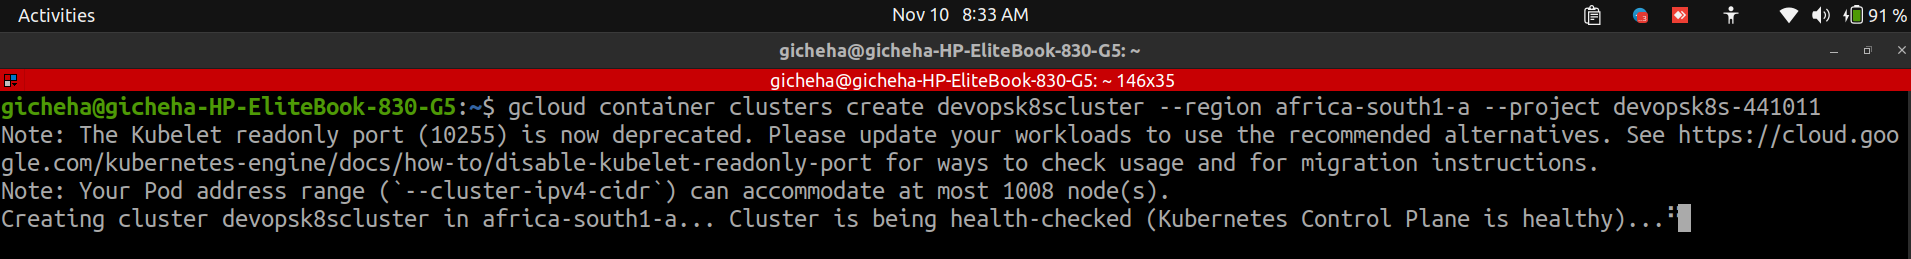 Activities
Nov 10 8:33 AM
91 %
gicheha@gicheha-HP-EliteBook-830-G5: ~
gicheha@gicheha-HP-EliteBook-830-G5: ~ 146x35
gicheha@gicheha-HP-EliteBook-830-G5:~$ gcloud container clusters create devopsk8scluster --region africa-south1-a --project devopsk8s-441011
Note: The Kubelet readonly port (10255) is now deprecated. Please update your workloads to use the recommended alternatives. See https://cloud.goo
gle.com/kubernetes-engine/docs/how-to/disable-kubelet-readonly-port for ways to check usage and for migration instructions.
Note: Your Pod address range (`--cluster-ipv4-cidr`) can accommodate at most 1008 node(s).
Creating cluster devopsk8scluster in africa-south1-a... Cluster is being health-checked (Kubernetes Control Plane is healthy)...